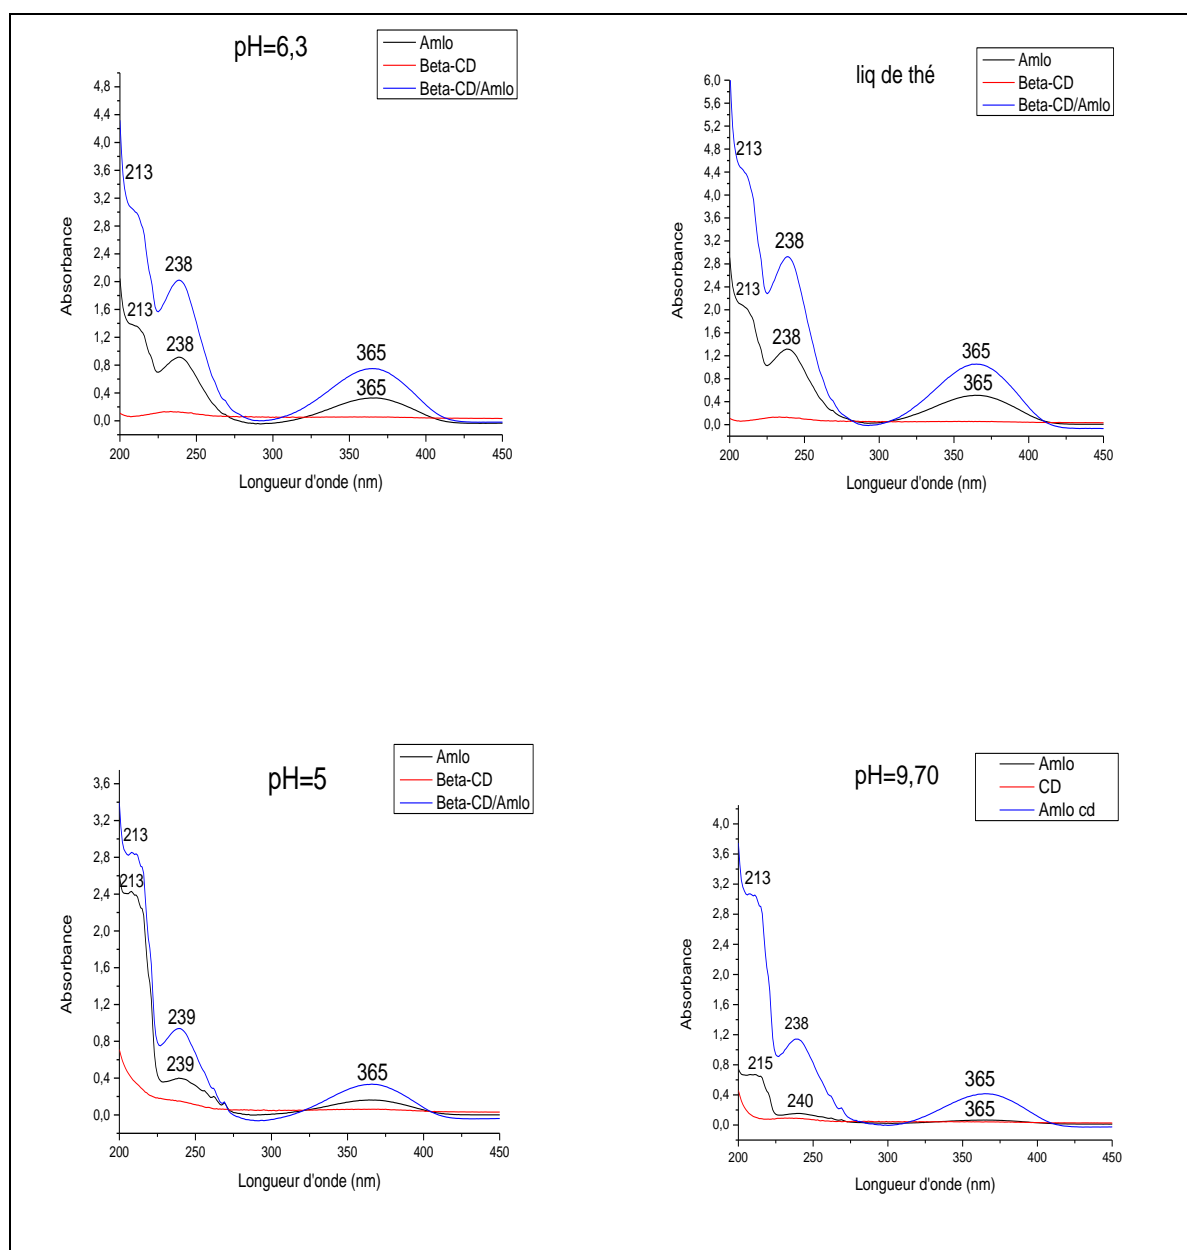 pH=6,3
Amlo
Beta-CD
Beta-CD/Amlo
4,8
4,0
3,6
3,2
2,4
2,0
1,6
1,2
0,8
0,4
0,0
Absorbance
213
213
238
238
365
365
200 250 300 350 400 450
Longueur d'onde (nm)
liq de thé
Amlo
Beta-CD
Beta-CD/Amlo
6,0
5,6
5,2
4,8
4,4
4,0
3,6
3,2
2,8
2,4
2,0
1,6
1,2
0,8
0,4
0,0
Absorbance
213
213
238
238
365
365
200 250 300 350 400 450
Longueur d'onde (nm)
pH=5
Amlo
Beta-CD
Beta-CD/Amlo
3,6
3,2
2,8
2,4
2,0
1,6
1,2
0,8
0,4
0,0
Absorbance
213
213
239
239
365
200 250 300 350 400 450
Longueur d'onde (nm)
pH=9,70
Amlo
CD
Amlo cd
4,0
3,6
3,2
2,8
2,4
2,0
1,6
1,2
0,8
0,4
0,0
Absorbance
213
215
238
240
365
365
200 250 300 350 400 450
Longueur d'onde (nm)